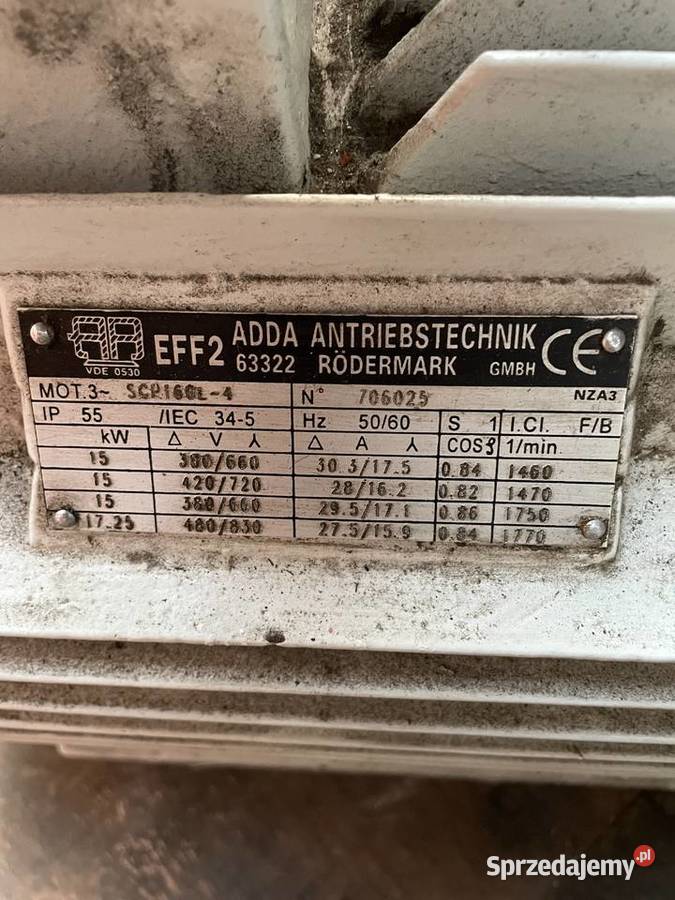 VDE 0530
EFF2 ADDA ANTRIEBSTECHNIK
63322 RÖDERMARK GMBH CE
MOT.3~ SCP160L-4 N° 706025 NZA3
IP 55 /IEC 34-5 Hz 50/60 S 1 I.Cl. F/B
kW Δ V Y Δ A Y COSφ 1/min.
15 380/660 30.3/17.5 0.84 1460
15 420/720 28/16.2 0.82 1470
15 380/660 29.5/17.1 0.86 1750
17.25 480/830 27.5/15.9 0.84 1770
Sprzedajemy.pl